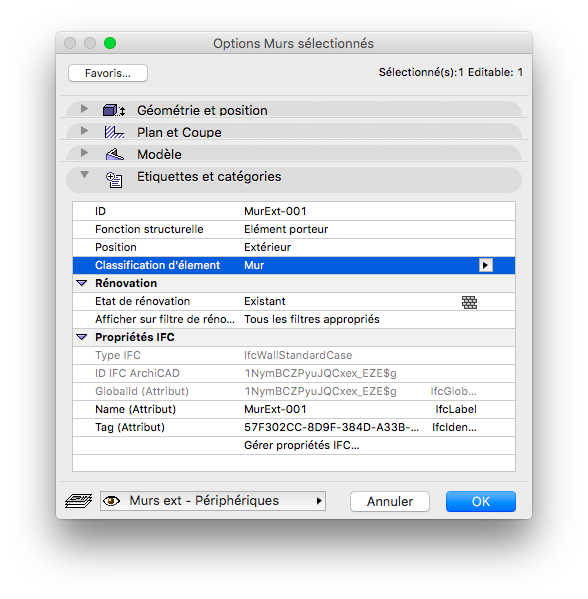 Options Murs sélectionnés
Favoris...
Sélectionné(s):1 Editable: 1
Géométrie et position
Plan et Coupe
Modèle
Etiquettes et catégories
ID MurExt-001
Fonction structurelle Elément porteur
Position Extérieur
Classification d'élement Mur
Rénovation
Etat de rénovation Existant
Afficher sur filtre de réno... Tous les filtres appropriés
Propriétés IFC
Type IFC IfcWallStandardCase
ID IFC ArchiCAD 1NymBCZPyuJQCxex_EZE$g
GlobalId (Attribut) 1NymBCZPyuJQCxex_EZE$g IfcGlob...
Name (Attribut) MurExt-001 IfcLabel
Tag (Attribut) 57F302CC-8D9F-384D-A33B-... IfcIden...
Gérer propriétés IFC...
Murs ext - Périphériques
Annuler
OK